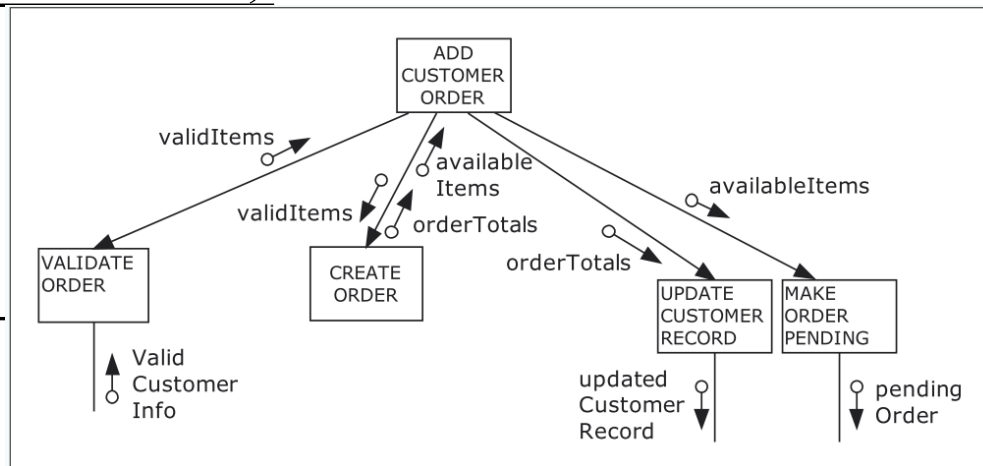 ADD
CUSTOMER
ORDER
validItems
available
Items
availableItems
validItems
orderTotals
orderTotals
VALIDATE
ORDER
CREATE
ORDER
UPDATE
CUSTOMER
RECORD
MAKE
ORDER
PENDING
Valid
Customer
Info
updated
Customer
Record
pending
Order